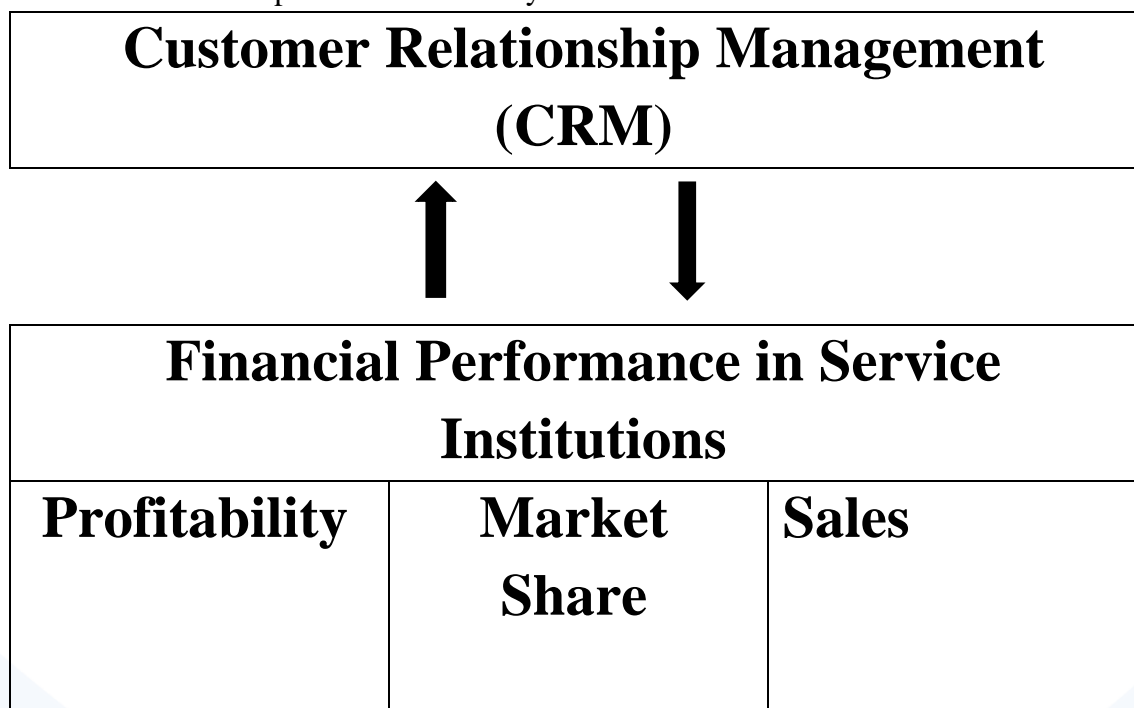 Customer Relationship Management
(CRM)
Financial Performance in Service
Institutions
Profitability
Market
Share
Sales